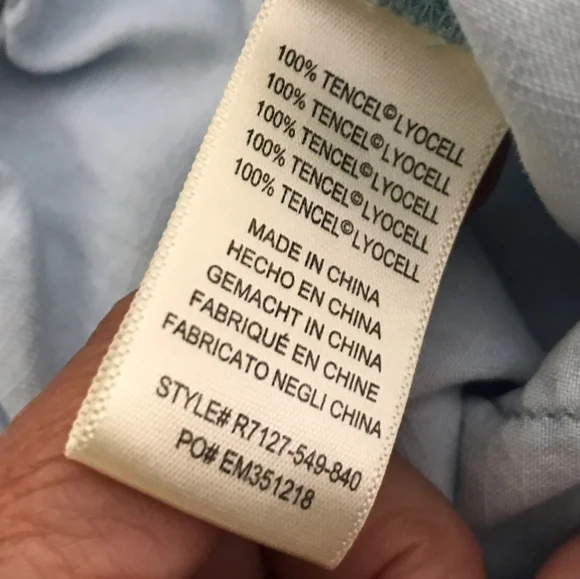 100% TENCEL©LYOCELL
100% TENCEL©LYOCELL
100% TENCEL©LYOCELL
100% TENCEL©LYOCELL
100% TENCEL©LYOCELL
MADE IN CHINA
HECHO EN CHINA
GEMACHT IN CHINA
FABRIQUÉ EN CHINE
FABRICATO NEGLI CHINA
STYLE# R7127-549-840
PO# EM351218